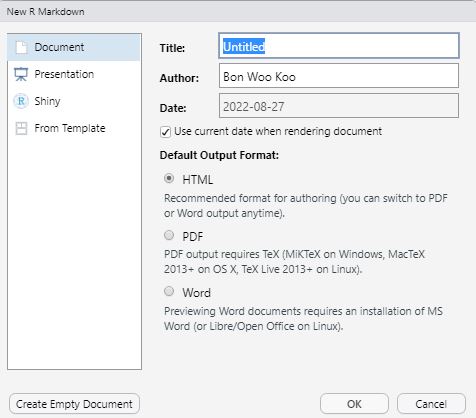 New R Markdown
Document
Presentation
Shiny
From Template
Title: Untitled
Author: Bon Woo Koo
Date: 2022-08-27
Use current date when rendering document
Default Output Format:
HTML
Recommended format for authoring (you can switch to PDF
or Word output anytime).
PDF
PDF output requires TeX (MiKTeX on Windows, MacTeX
2013+ on OS X, TeX Live 2013+ on Linux).
Word
Previewing Word documents requires an installation of MS
Word (or Libre/Open Office on Linux).
Create Empty Document
OK
Cancel